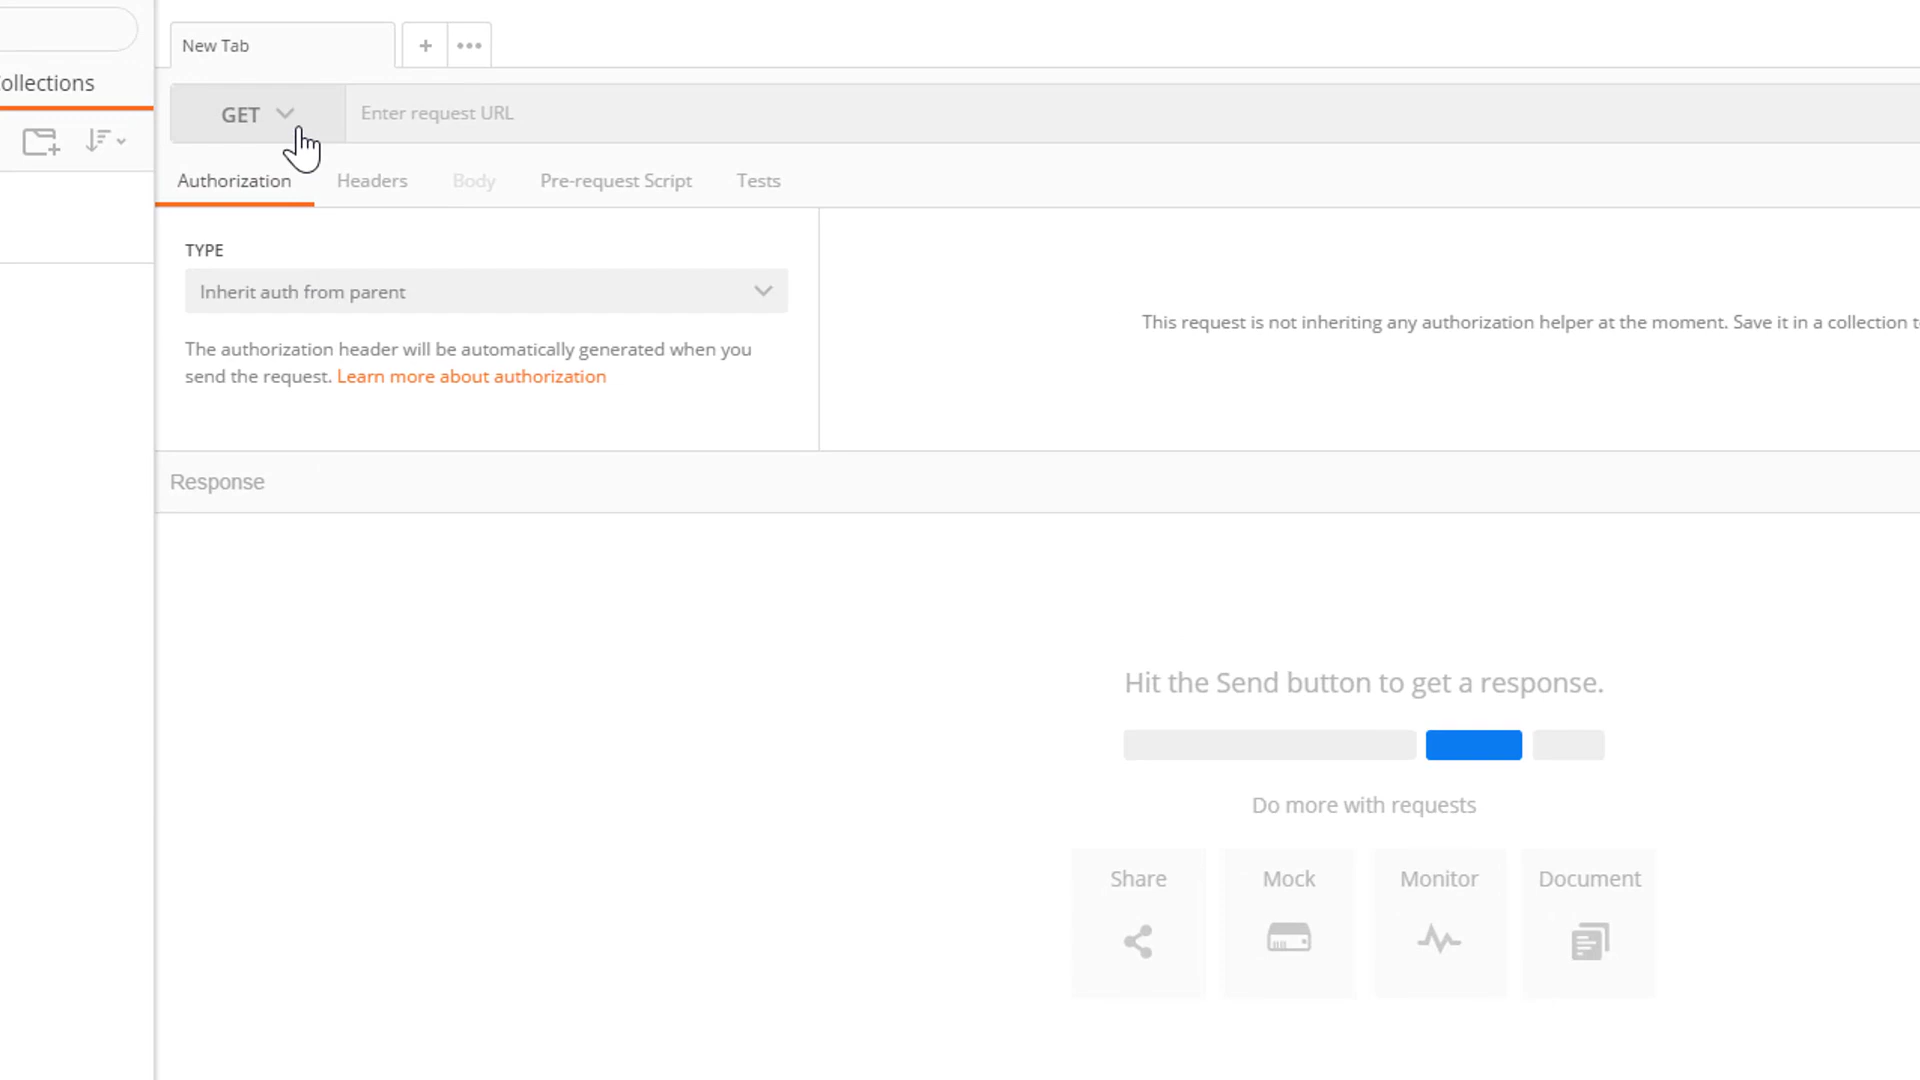 New Tab
ollections
GET
Enter request URL
Authorization
Headers
Body
Pre-request Script
Tests
TYPE
Inherit auth from parent
The authorization header will be automatically generated when you
send the request. Learn more about authorization
This request is not inheriting any authorization helper at the moment. Save it in a collection t
Response
Hit the Send button to get a response.
Do more with requests
Share
Mock
Monitor
Document